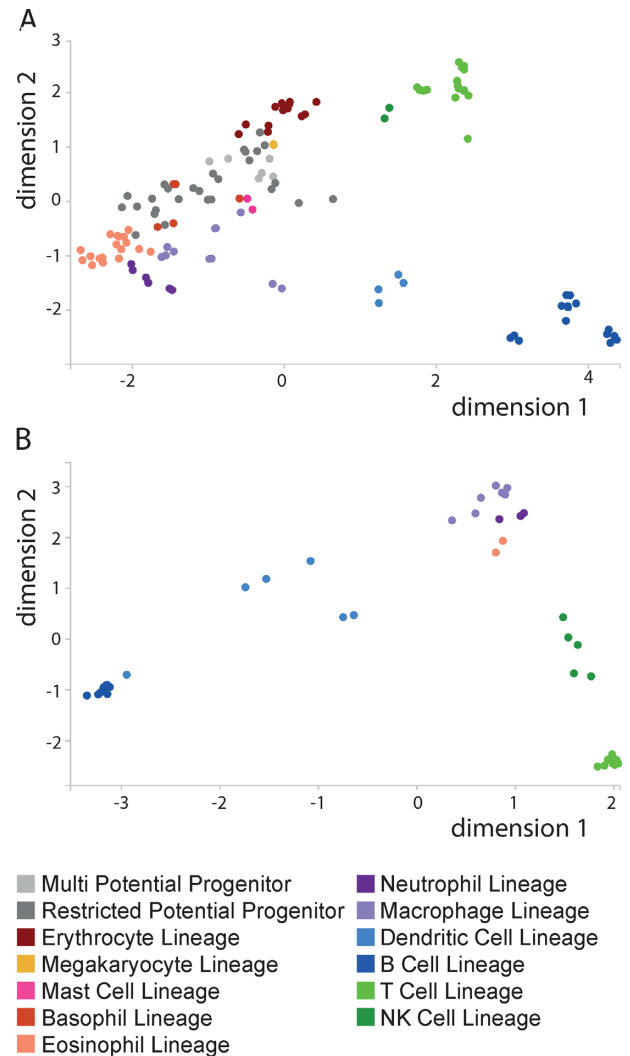 A
dimension 2
3
2
1
0
-1
-2
-2
0
2
4
dimension 1
B
dimension 2
3
2
1
0
-1
-2
-3
-2
-1
0
1
2
dimension 1
Multi Potential Progenitor
Restricted Potential Progenitor
Erythrocyte Lineage
Megakaryocyte Lineage
Mast Cell Lineage
Basophil Lineage
Eosinophil Lineage
Neutrophil Lineage
Macrophage Lineage
Dendritic Cell Lineage
B Cell Lineage
T Cell Lineage
NK Cell Lineage